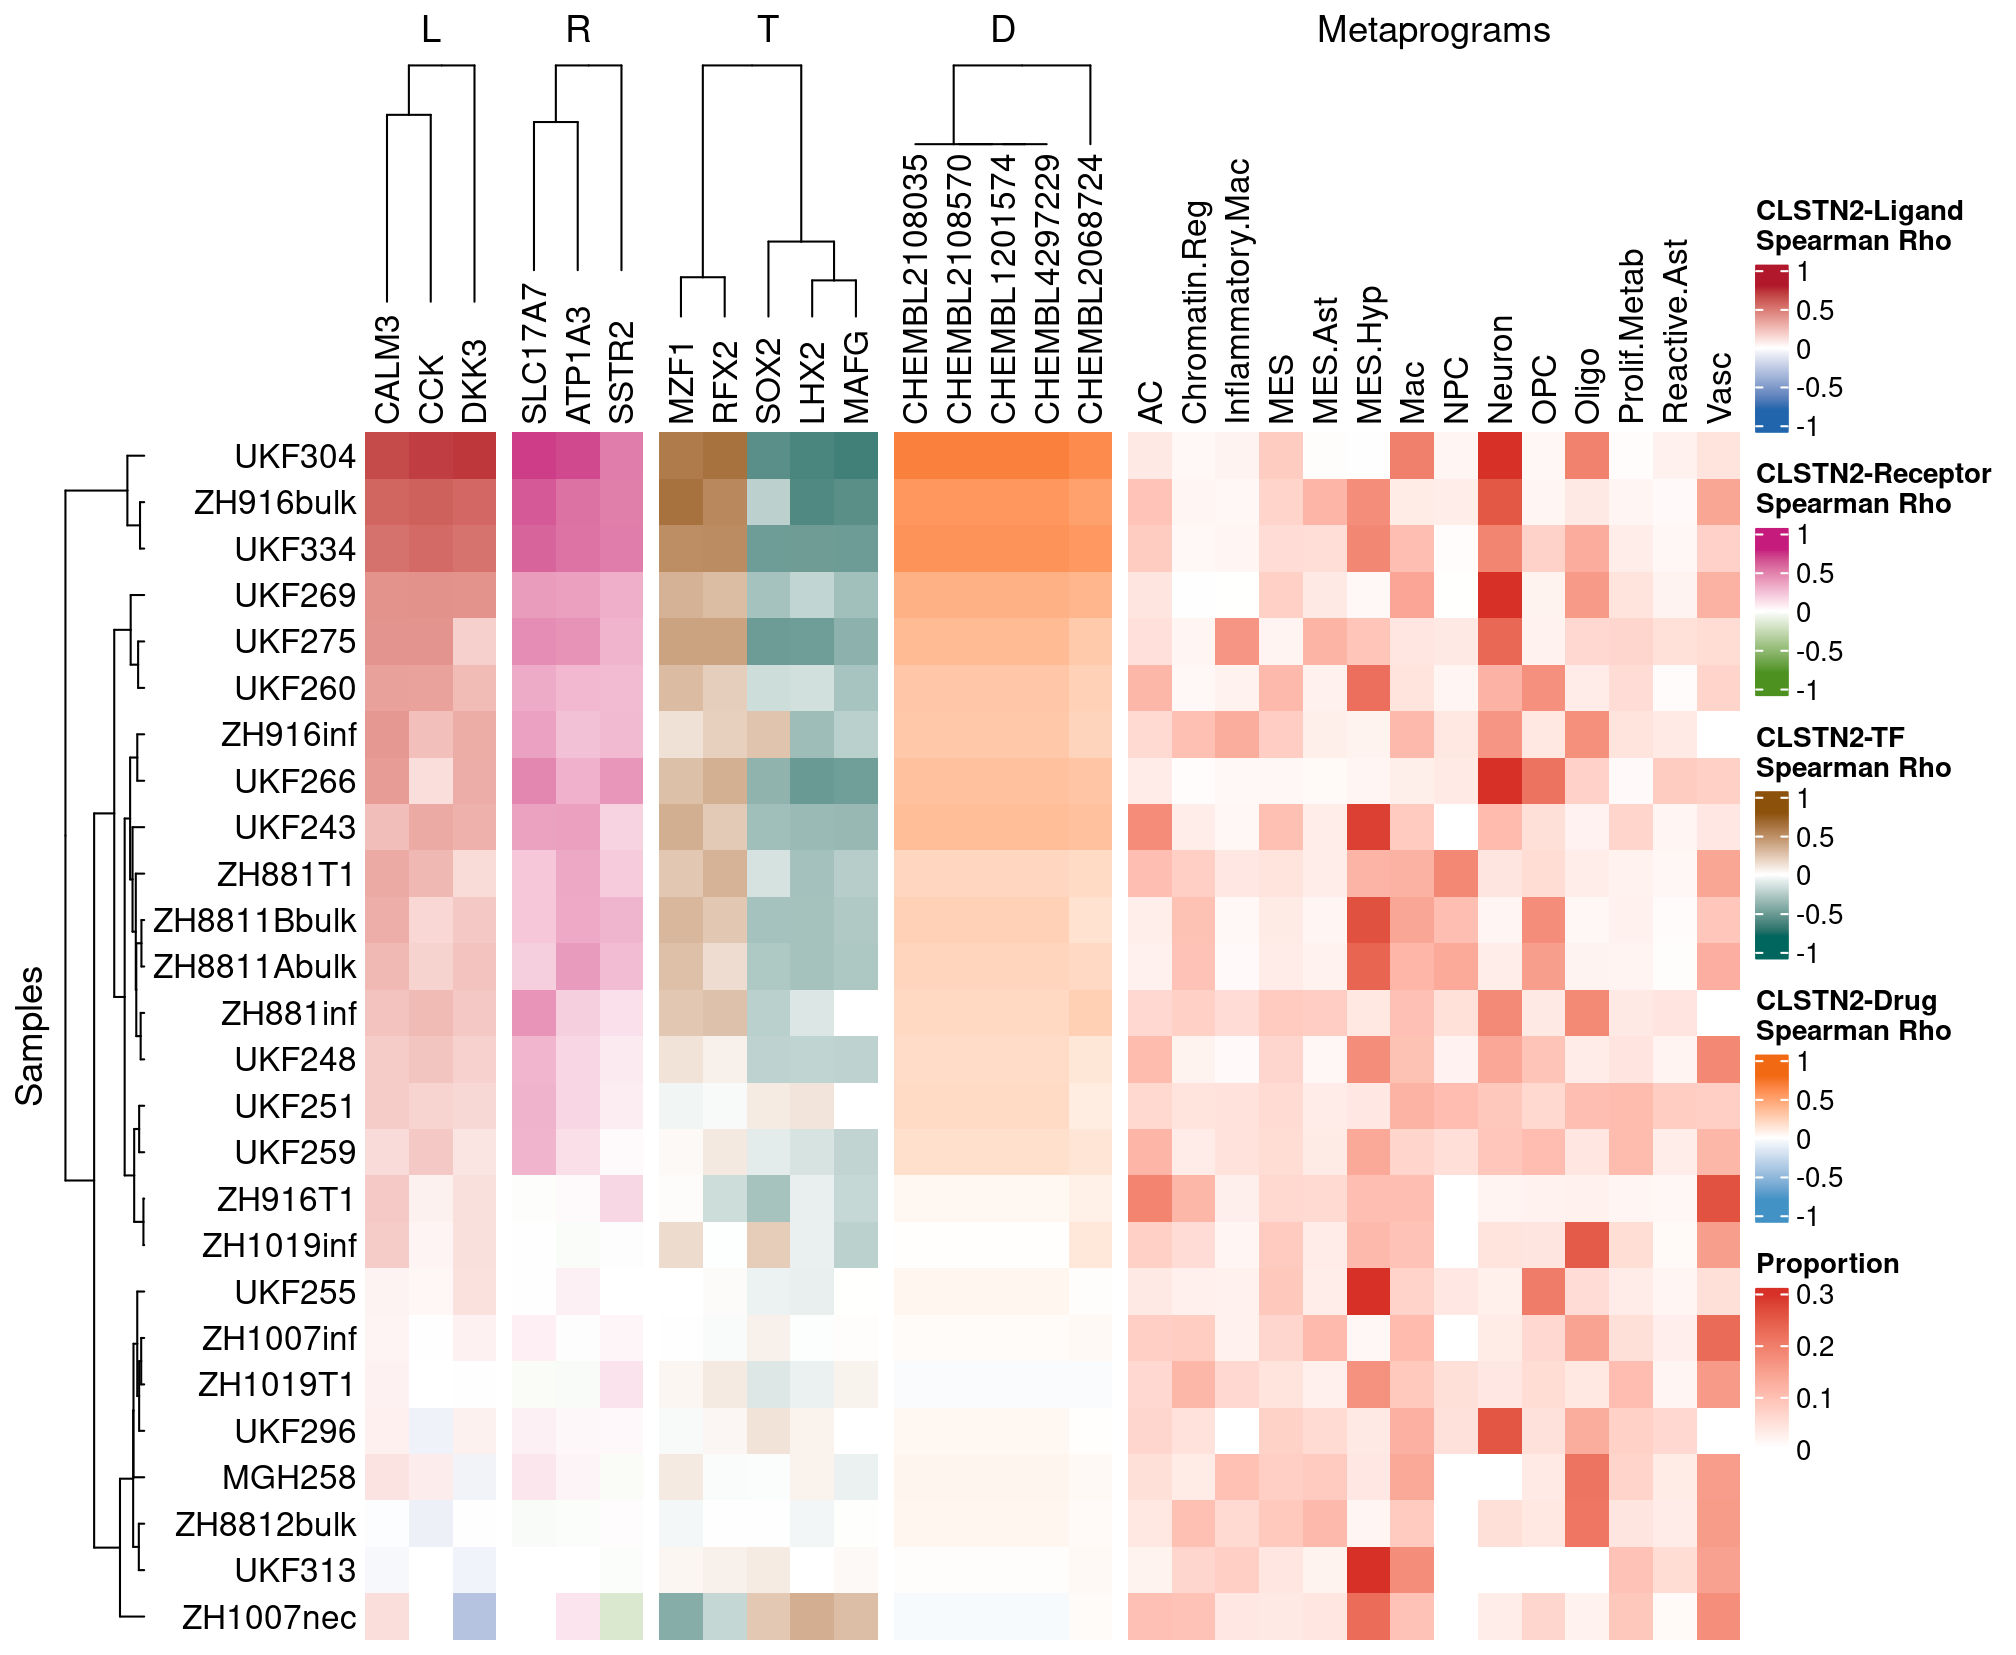 L R T D Metaprograms
CALM3
CCK
DKK3
SLC17A7
ATP1A3
SSTR2
MZF1
RFX2
SOX2
LHX2
MAFG
CHEMBL2108035
CHEMBL2108570
CHEMBL1201574
CHEMBL4297229
CHEMBL2068724
AC
Chromatin.Reg
Inflammatory.Mac
MES
MES.Ast
MES.Hyp
Mac
NPC
Neuron
OPC
Oligo
Prolif.Metab
Reactive.Ast
Vasc
Samples
UKF304
ZH916bulk
UKF334
UKF269
UKF275
UKF260
ZH916inf
UKF266
UKF243
ZH881T1
ZH8811Bbulk
ZH8811Abulk
ZH881inf
UKF248
UKF251
UKF259
ZH916T1
ZH1019inf
UKF255
ZH1007inf
ZH1019T1
UKF296
MGH258
ZH8812bulk
UKF313
ZH1007nec
CLSTN2-Ligand
Spearman Rho
1
0.5
0
-0.5
-1
CLSTN2-Receptor
Spearman Rho
1
0.5
0
-0.5
-1
CLSTN2-TF
Spearman Rho
1
0.5
0
-0.5
-1
CLSTN2-Drug
Spearman Rho
1
0.5
0
-0.5
-1
Proportion
0.3
0.2
0.1
0